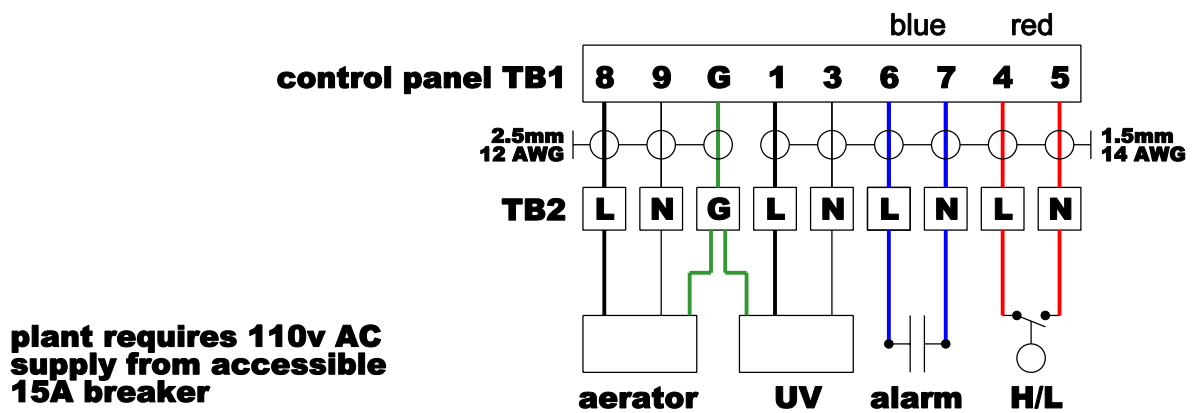 blue red
control panel TB1 8 9 G 1 3 6 7 4 5
2.5mm 1.5mm
12 AWG 14 AWG
TB2 L N G L N L N L N
plant requires 110v AC
supply from accessible
15A breaker
aerator UV alarm H/L